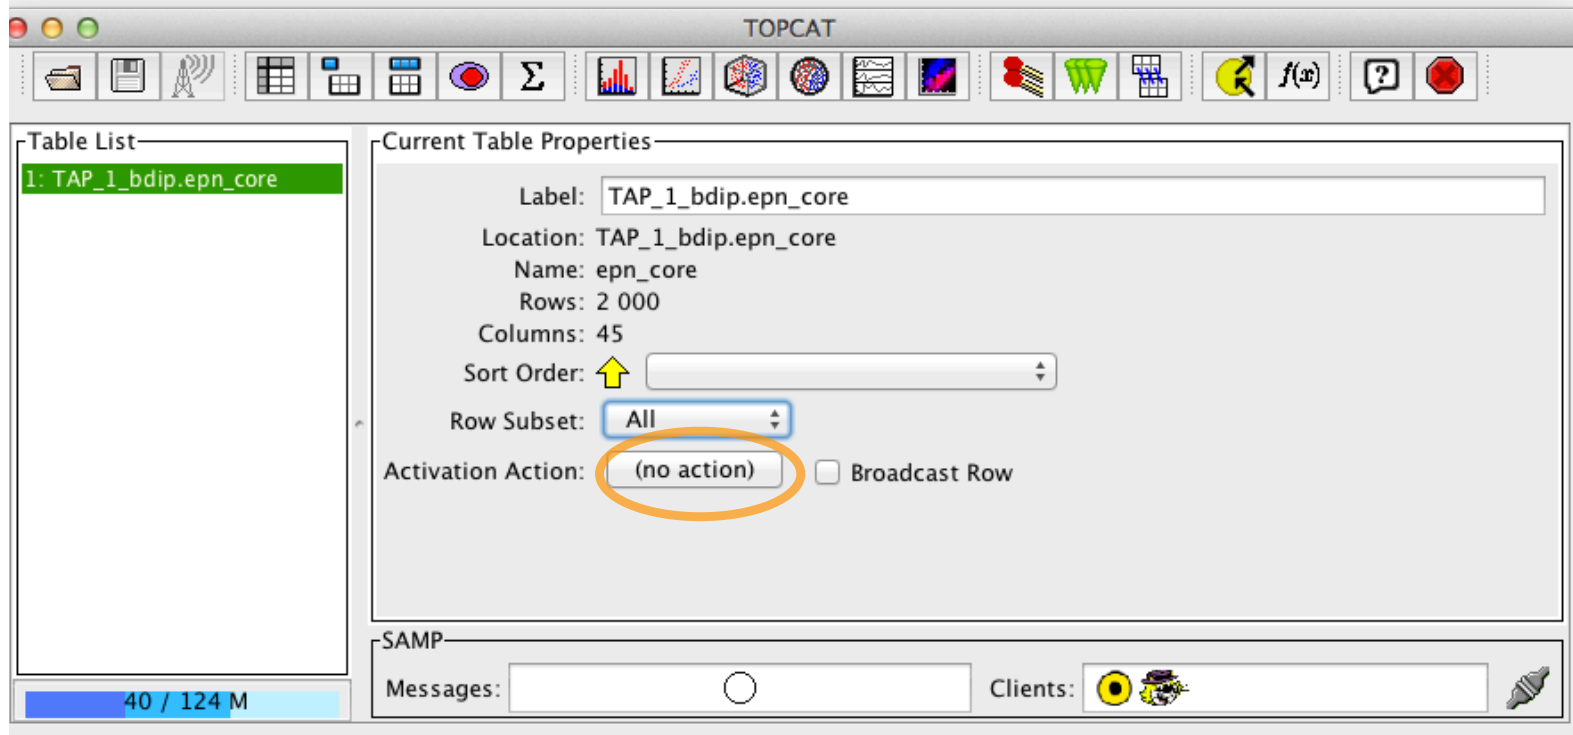 TOPCAT
Σ f(x) ?
Table List
1: TAP_1_bdip.epn_core
40 / 124 M
Current Table Properties
Label: TAP_1_bdip.epn_core
Location: TAP_1_bdip.epn_core
Name: epn_core
Rows: 2 000
Columns: 45
Sort Order:
Row Subset: All
Activation Action: (no action) Broadcast Row
SAMP
Messages: Clients: